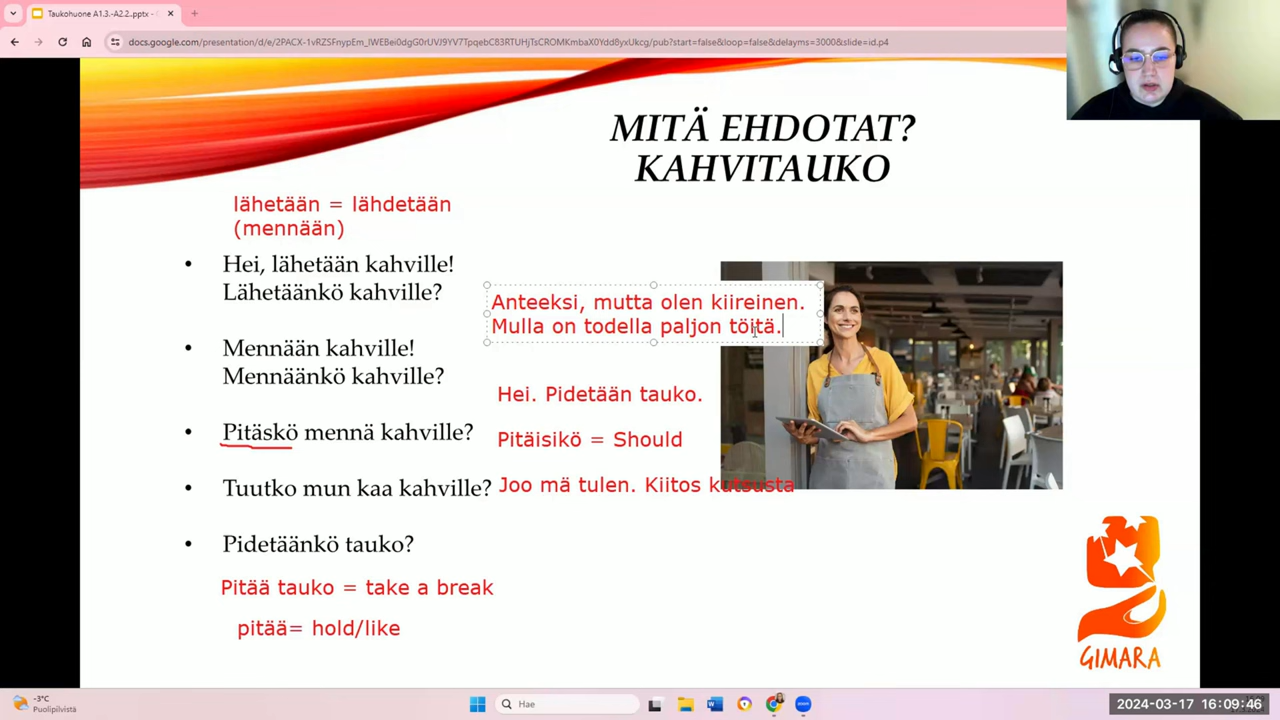 Taukohuone A1.3.-A2.2..pptx -
docs.google.com/presentation/d/e/2PACX-1vRZSFnypEm_lWEBei0dgG0rUVJ9YV7TpqebC83RTUHjTsCROMKmbaX0Ydd8yxUkcg/pub?start=false&loop=false&delayms=3000&slide=id.p4
MITÄ EHDOTAT?
KAHVITAUKO
lähetään = lähdetään
(mennään)
• Hei, lähetään kahville!
Lähetäänkö kahville?
Anteeksi, mutta olen kiireinen.
Mulla on todella paljon töitä.
• Mennään kahville!
Mennäänkö kahville?
Hei. Pidetään tauko.
• Pitäskö mennä kahville?
Pitäisikö = Should
• Tuutko mun kaa kahville?
Joo mä tulen. Kiitos kutsusta
• Pidetäänkö tauko?
Pitää tauko = take a break
pitää= hold/like
GIMARA
-3°C
Puolipilvistä
Hae
2024-03-17 16:09:46